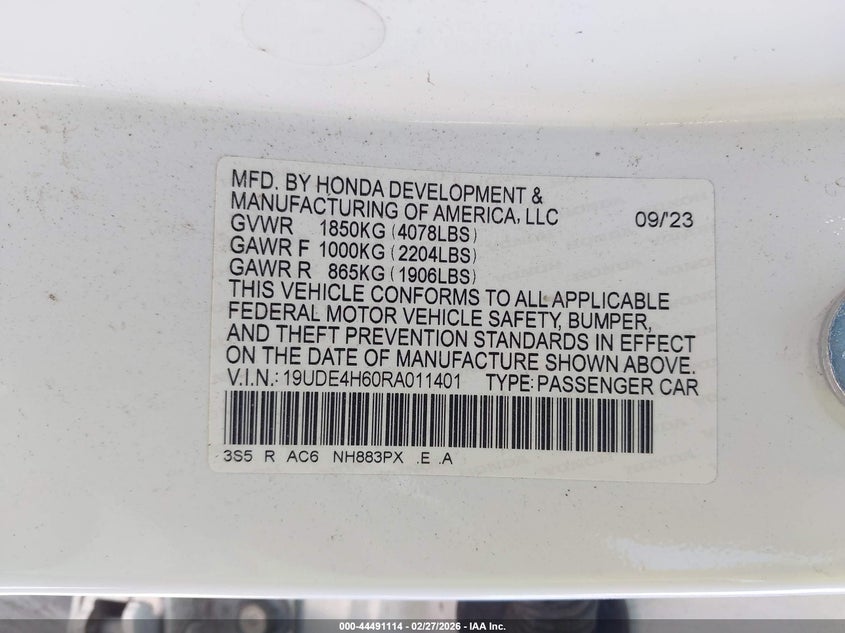 MFD. BY HONDA DEVELOPMENT &
MANUFACTURING OF AMERICA, LLC 09/'23
GVWR 1850KG (4078LBS)
GAWR F 1000KG (2204LBS)
GAWR R 865KG (1906LBS)
THIS VEHICLE CONFORMS TO ALL APPLICABLE
FEDERAL MOTOR VEHICLE SAFETY, BUMPER,
AND THEFT PREVENTION STANDARDS IN EFFECT
ON THE DATE OF MANUFACTURE SHOWN ABOVE.
V.I.N.: 19UDE4H60RA011401 TYPE: PASSENGER CAR
3S5 R AC6 NH883PX .E .A
000-44491114 - 02/27/2026 - IAA Inc.